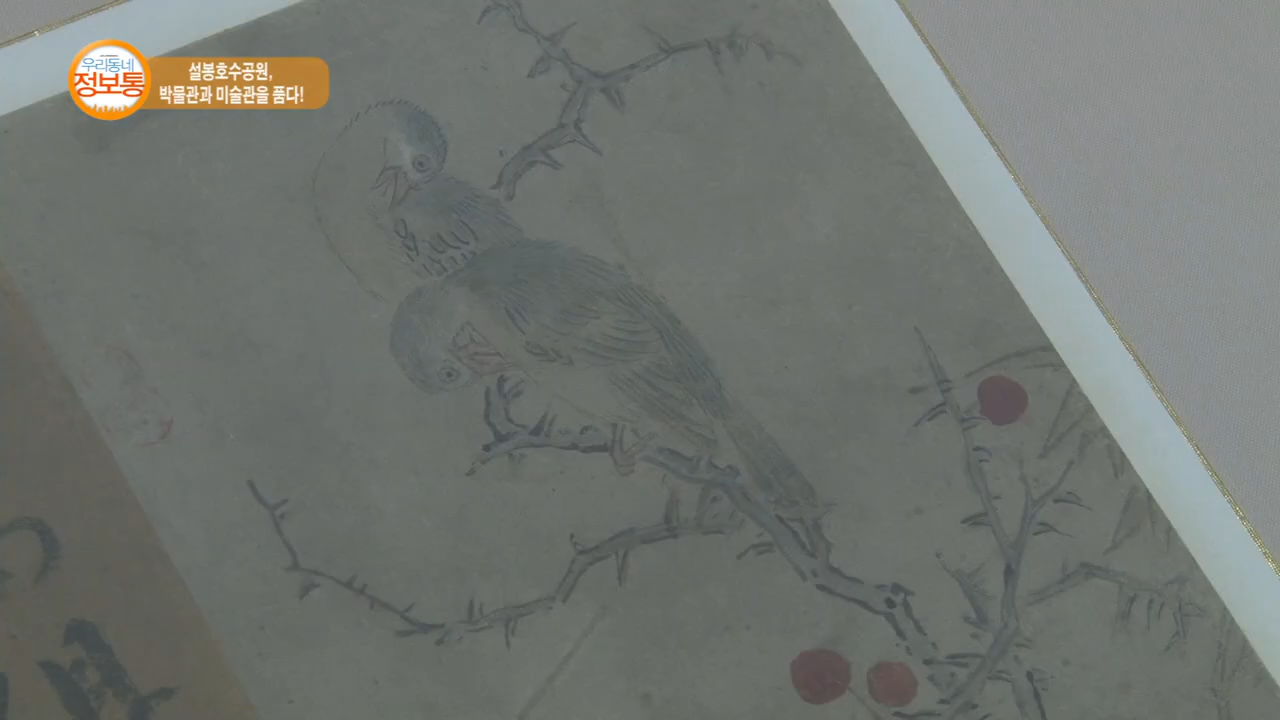 우리동네
정보통
설봉호수공원,
박물관과 미술관을 품다!